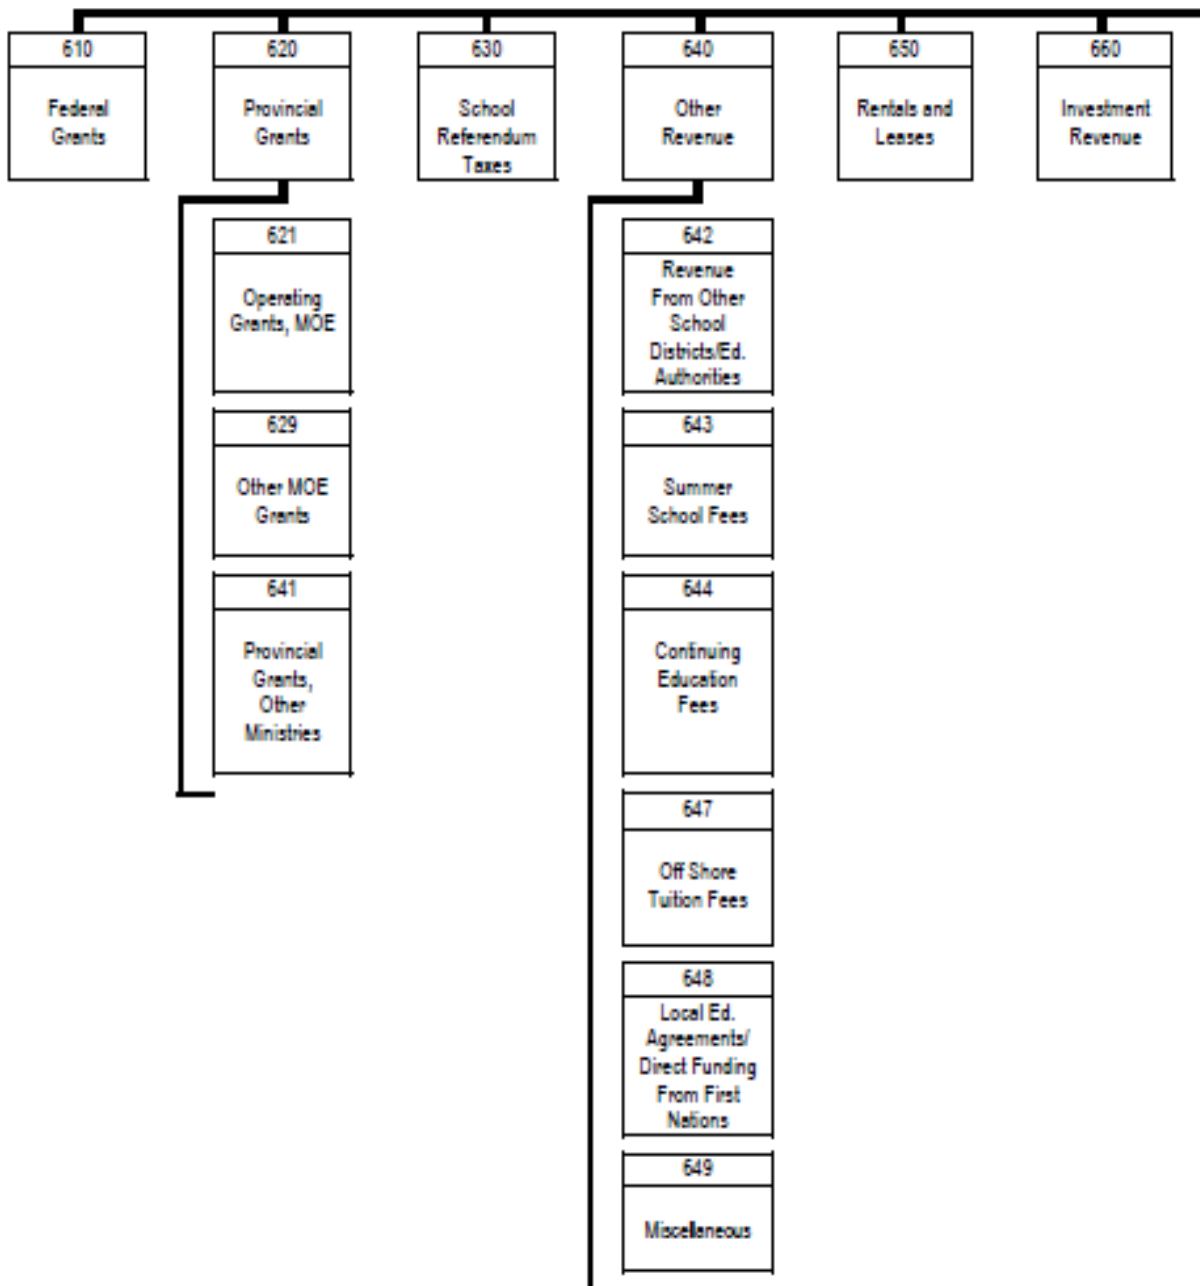 610
Federal
Grants
620
Provincial
Grants
630
School
Referendum
Taxes
640
Other
Revenue
650
Rentals and
Leases
660
Investment
Revenue
621
Operating
Grants, MOE
629
Other MOE
Grants
641
Provincial
Grants,
Other
Ministries
642
Revenue
From Other
School
Districts/Ed.
Authorities
643
Summer
School Fees
644
Continuing
Education
Fees
647
Off Shore
Tuition Fees
648
Local Ed.
Agreements/
Direct Funding
From First
Nations
649
Miscellaneous